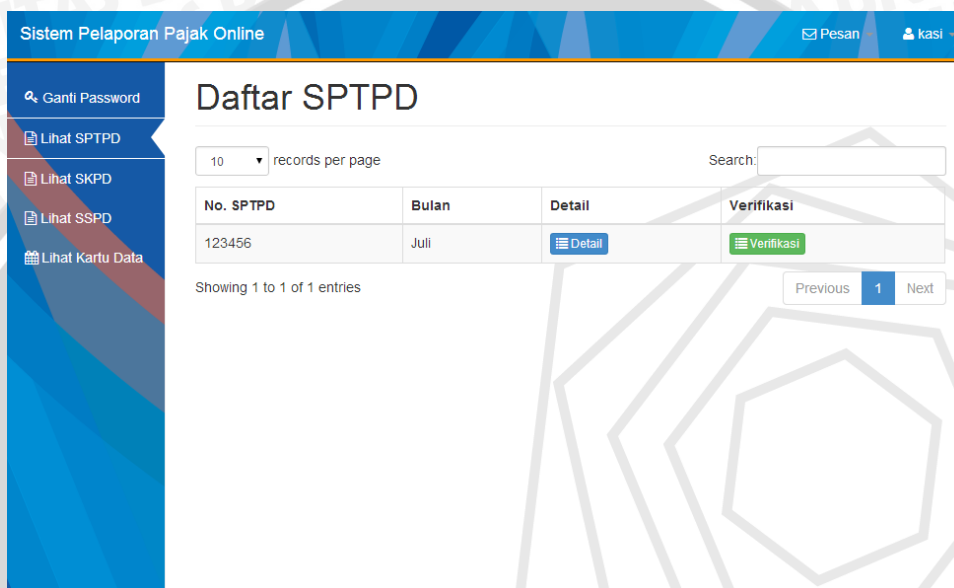 Sistem Pelaporan Pajak Online
Pesan
kasi
Ganti Password
Lihat SPTPD
Lihat SKPD
Lihat SSPD
Lihat Kartu Data
Daftar SPTPD
10 records per page
Search:
No. SPTPD Bulan Detail Verifikasi
123456 Juli Detail Verifikasi
Showing 1 to 1 of 1 entries
Previous 1 Next